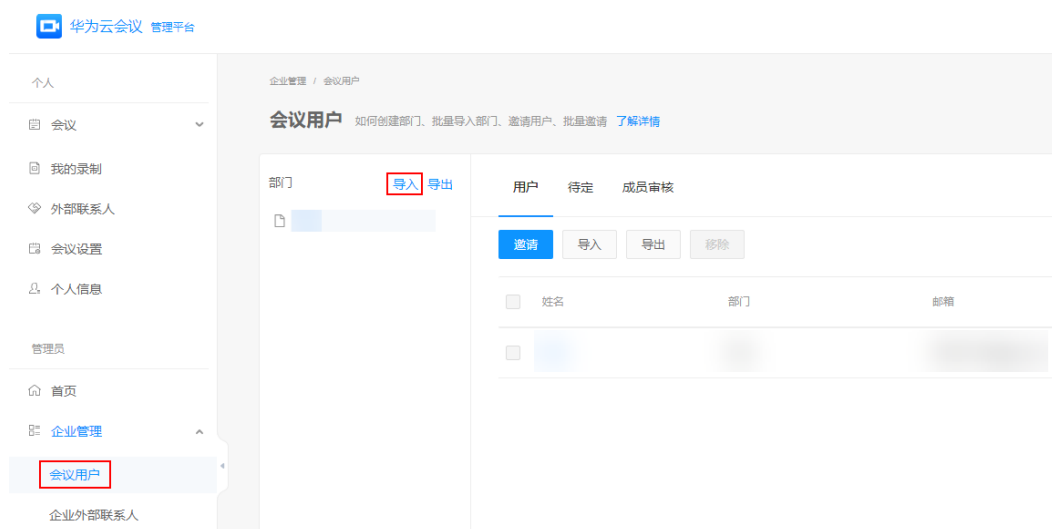 华为云会议 管理平台
个人
会议
我的录制
外部联系人
会议设置
个人信息
管理员
首页
企业管理
会议用户
企业外部联系人
企业管理 / 会议用户
会议用户 如何创建部门、批量导入部门、邀请用户、批量邀请 了解详情
部门 导入 导出
用户 待定 成员审核
邀请 导入 导出 移除
姓名 部门 邮箱